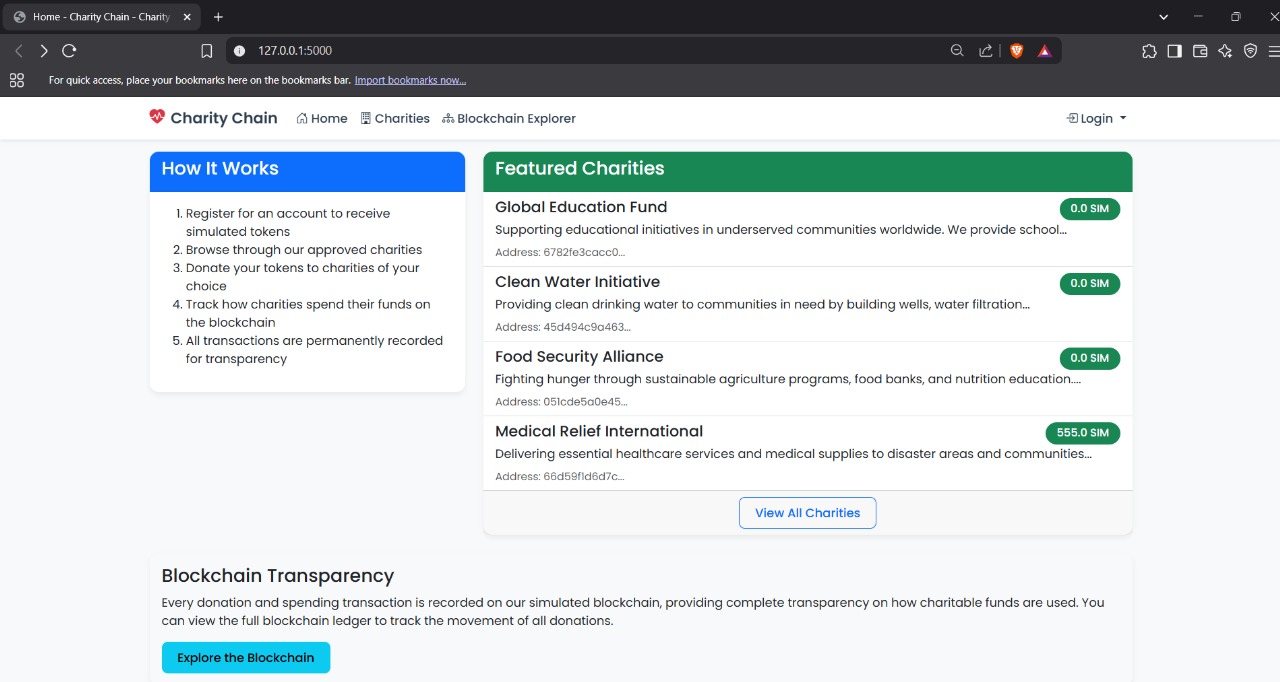 Home - Charity Chain - Charity
127.0.0.1:5000
For quick access, place your bookmarks here on the bookmarks bar. Import bookmarks now...
Charity Chain Home Charities Blockchain Explorer Login
How It Works
1. Register for an account to receive
simulated tokens
2. Browse through our approved charities
3. Donate your tokens to charities of your
choice
4. Track how charities spend their funds on
the blockchain
5. All transactions are permanently recorded
for transparency
Featured Charities
Global Education Fund
0.0 SIM
Supporting educational initiatives in underserved communities worldwide. We provide school...
Address: 6782fe3cacc0...
Clean Water Initiative
0.0 SIM
Providing clean drinking water to communities in need by building wells, water filtration...
Address: 45d494c9a463...
Food Security Alliance
0.0 SIM
Fighting hunger through sustainable agriculture programs, food banks, and nutrition education....
Address: 051cde5a0e45...
Medical Relief International
555.0 SIM
Delivering essential healthcare services and medical supplies to disaster areas and communities...
Address: 66d59f1d6d7c...
View All Charities
Blockchain Transparency
Every donation and spending transaction is recorded on our simulated blockchain, providing complete transparency on how charitable funds are used. You
can view the full blockchain ledger to track the movement of all donations.
Explore the Blockchain